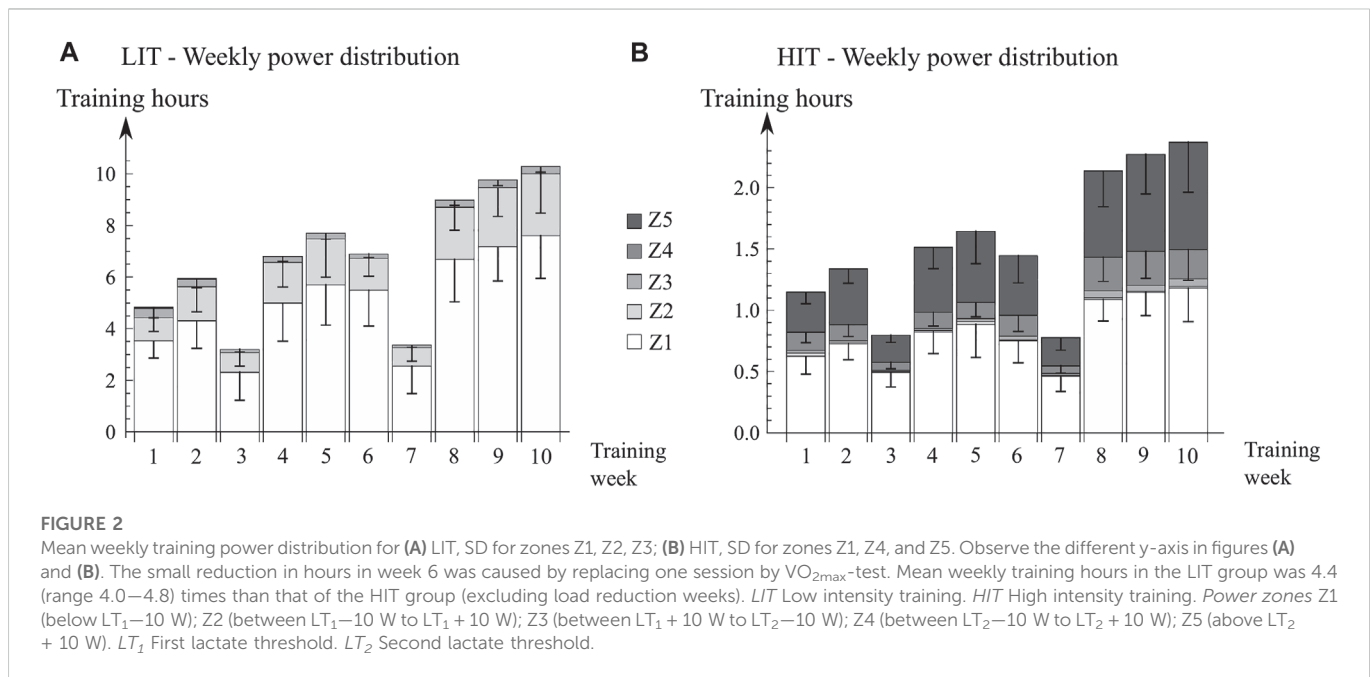 A LIT - Weekly power distribution
Training hours
10
8
6
4
2
0
1 2 3 4 5 6 7 8 9 10
Training
week
Z5
Z4
Z3
Z2
Z1
B HIT - Weekly power distribution
Training hours
2.0
1.5
1.0
0.5
0.0
1 2 3 4 5 6 7 8 9 10
Training
week
FIGURE 2
Mean weekly training power distribution for (A) LIT, SD for zones Z1, Z2, Z3; (B) HIT, SD for zones Z1, Z4, and Z5. Observe the different y-axis in figures (A)
and (B). The small reduction in hours in week 6 was caused by replacing one session by VO2max-test. Mean weekly training hours in the LIT group was 4.4
(range 4.0—4.8) times than that of the HIT group (excluding load reduction weeks). LIT Low intensity training. HIT High intensity training. Power zones Z1
(below LT1—10 W); Z2 (between LT1—10 W to LT1 + 10 W); Z3 (between LT1 + 10 W to LT2—10 W); Z4 (between LT2—10 W to LT2 + 10 W); Z5 (above LT2
+ 10 W). LT1 First lactate threshold. LT2 Second lactate threshold.